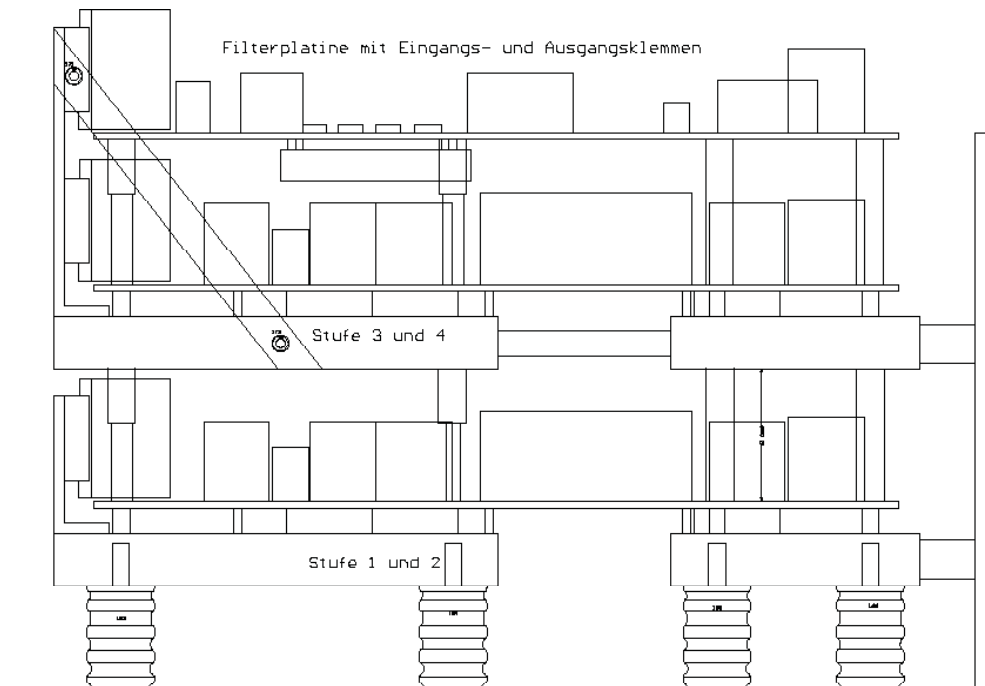 Filterplatine mit Eingangs- und Ausgangsklemmen
Stufe 3 und 4
Stufe 1 und 2